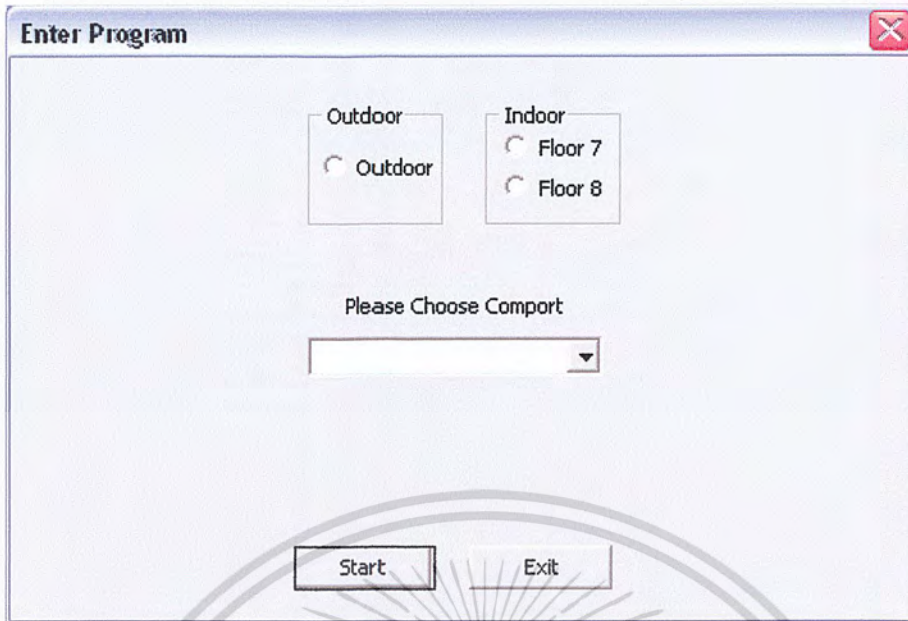 Enter Program
Outdoor
Outdoor
Indoor
Floor 7
Floor 8
Please Choose Comport
Start
Exit